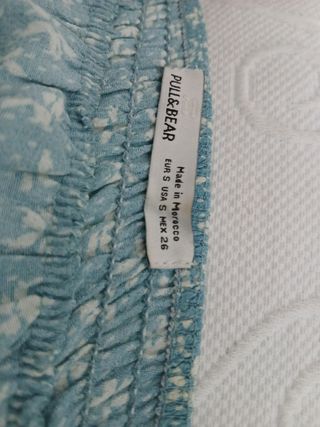 PULL&BEAR
Made in Morocco
EUR S USA S MEX 26